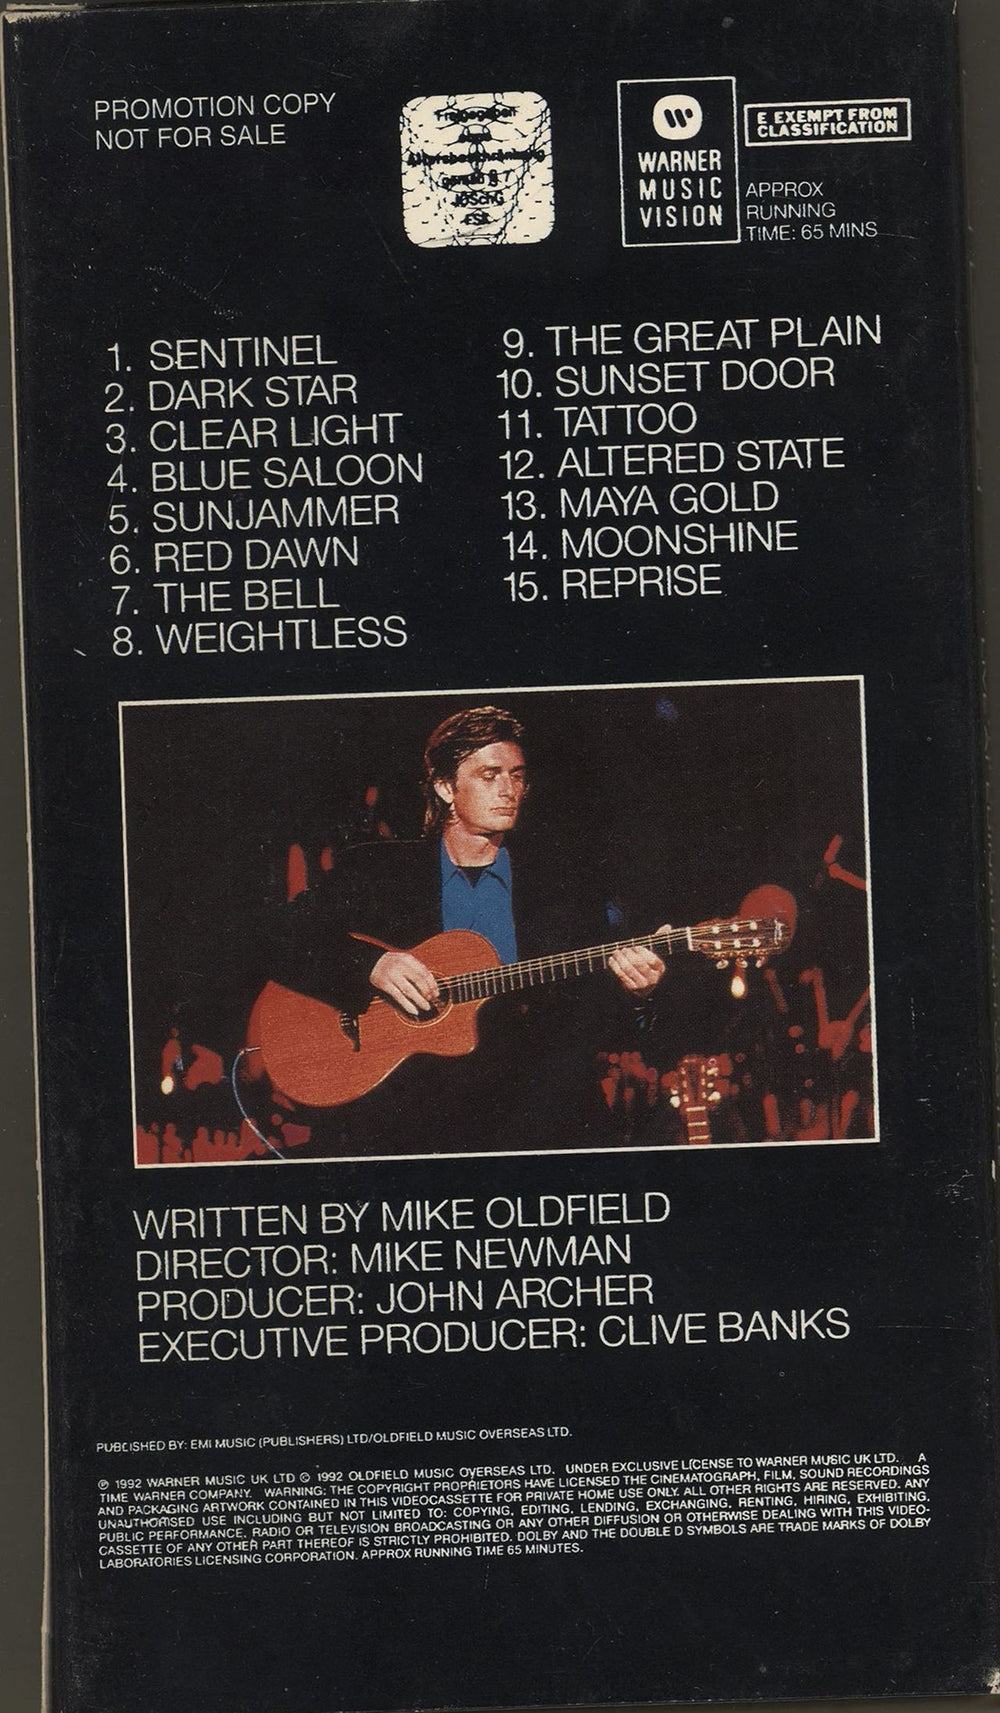 PROMOTION COPY
NOT FOR SALE
Freigegeben
ohne
Altersbeschränkung
gemäß § 7
JÖSchG
FSK
WARNER
MUSIC
VISION
E EXEMPT FROM
CLASSIFICATION
APPROX
RUNNING
TIME: 65 MINS
1. SENTINEL
2. DARK STAR
3. CLEAR LIGHT
4. BLUE SALOON
5. SUNJAMMER
6. RED DAWN
7. THE BELL
8. WEIGHTLESS
9. THE GREAT PLAIN
10. SUNSET DOOR
11. TATTOO
12. ALTERED STATE
13. MAYA GOLD
14. MOONSHINE
15. REPRISE
WRITTEN BY MIKE OLDFIELD
DIRECTOR: MIKE NEWMAN
PRODUCER: JOHN ARCHER
EXECUTIVE PRODUCER: CLIVE BANKS
PUBLISHED BY: EMI MUSIC (PUBLISHERS) LTD/OLDFIELD MUSIC OVERSEAS LTD.
℗ 1992 WARNER MUSIC UK LTD © 1992 OLDFIELD MUSIC OVERSEAS LTD. UNDER EXCLUSIVE LICENSE TO WARNER MUSIC UK LTD. A
TIME WARNER COMPANY. WARNING: THE COPYRIGHT PROPRIETORS HAVE LICENSED THE CINEMATOGRAPH, FILM, SOUND RECORDINGS
AND PACKAGING ARTWORK CONTAINED IN THIS VIDEOCASSETTE FOR PRIVATE HOME USE ONLY. ALL OTHER RIGHTS ARE RESERVED. ANY
UNAUTHORISED USE INCLUDING BUT NOT LIMITED TO: COPYING, EDITING, LENDING, EXCHANGING, RENTING, HIRING, EXHIBITING,
PUBLIC PERFORMANCE, RADIO OR TELEVISION BROADCASTING OR ANY OTHER DIFFUSION OR OTHERWISE DEALING WITH THIS VIDEO-
CASSETTE OF ANY OTHER PART THEREOF IS STRICTLY PROHIBITED. DOLBY AND THE DOUBLE D SYMBOLS ARE TRADE MARKS OF DOLBY
LABORATORIES LICENSING CORPORATION. APPROX RUNNING TIME 65 MINUTES.